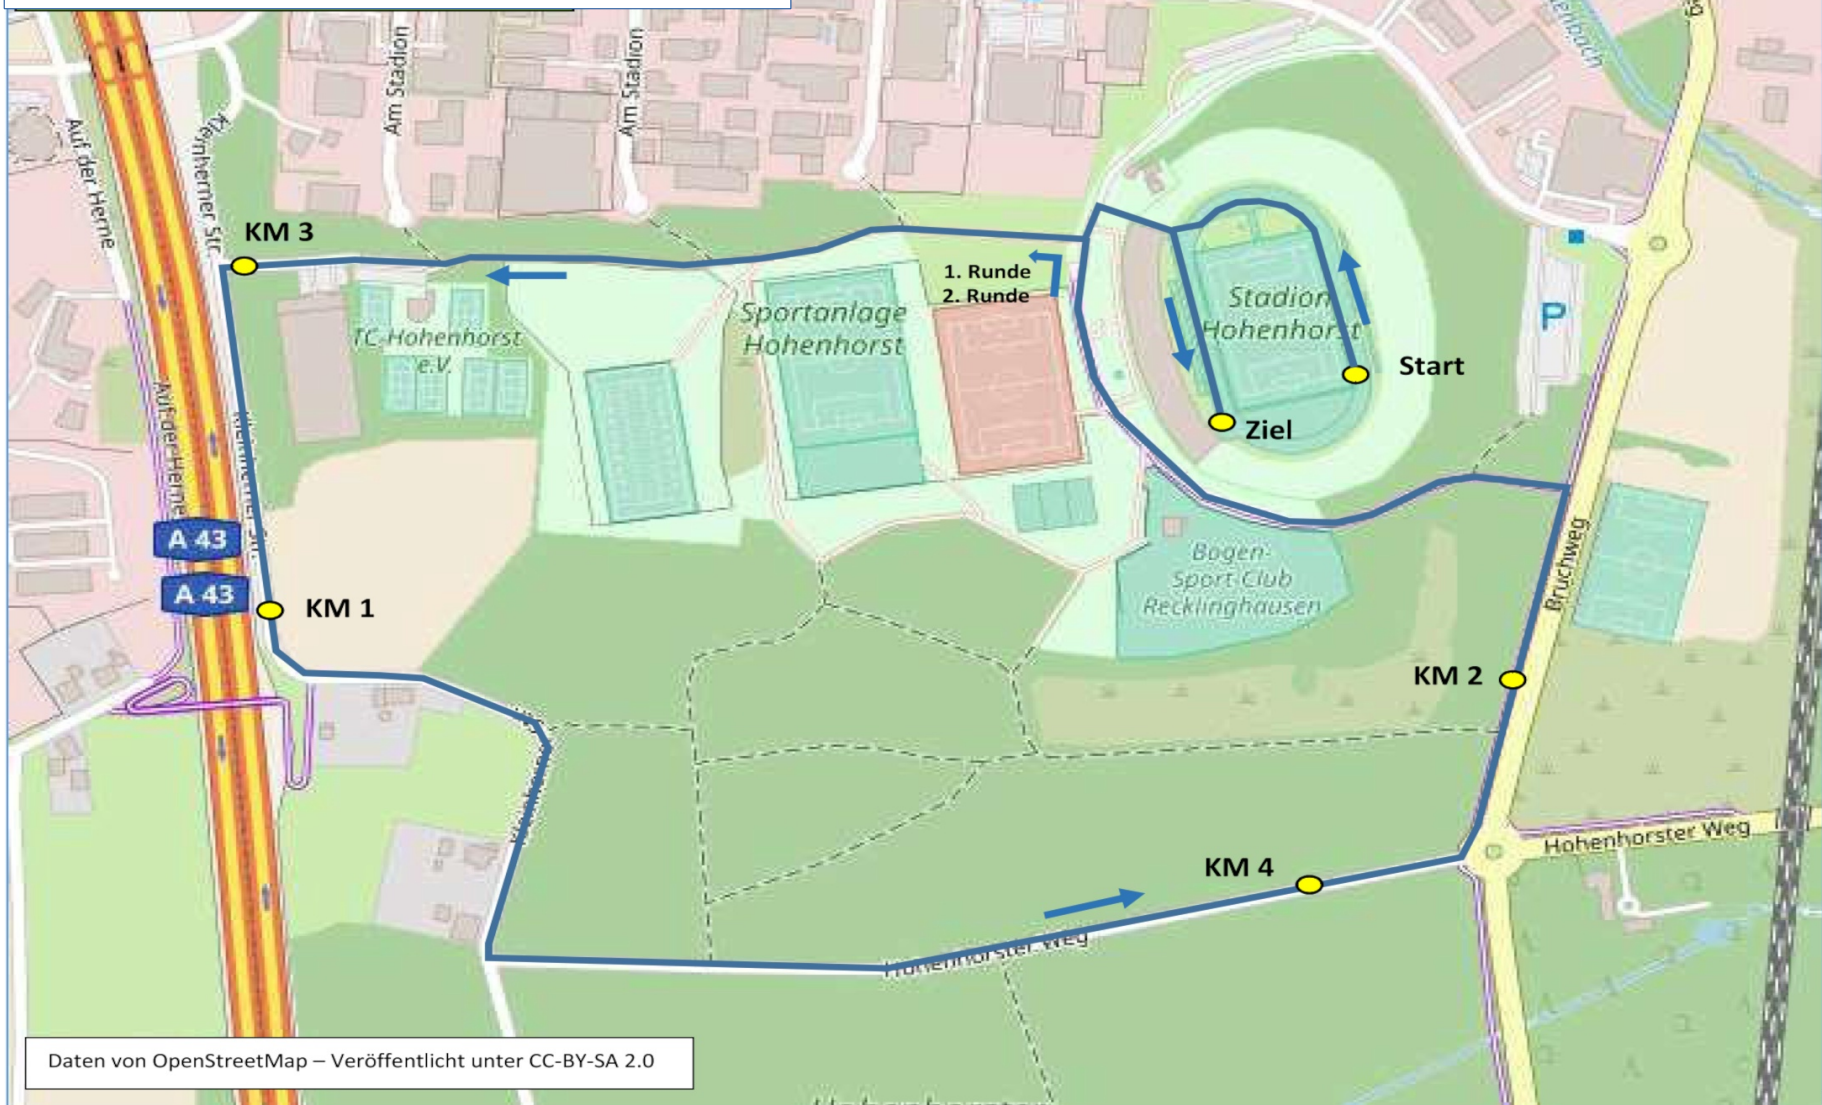 Am Stadion
Am Stadion
Auf der Herne
Kleinherner Str.
KM 3
1. Runde
2. Runde
Sportanlage
Hohenhorst
Stadion
Hohenhorst
P
TC-Hohenhorst
e.V.
Start
Ziel
Auf der Herne
A 43
A 43
KM 1
Bogen-
Sport-Club
Recklinghausen
Bruchweg
KM 2
Hohenhorster Weg
KM 4
Hohenhorster Weg
Daten von OpenStreetMap – Veröffentlicht unter CC-BY-SA 2.0